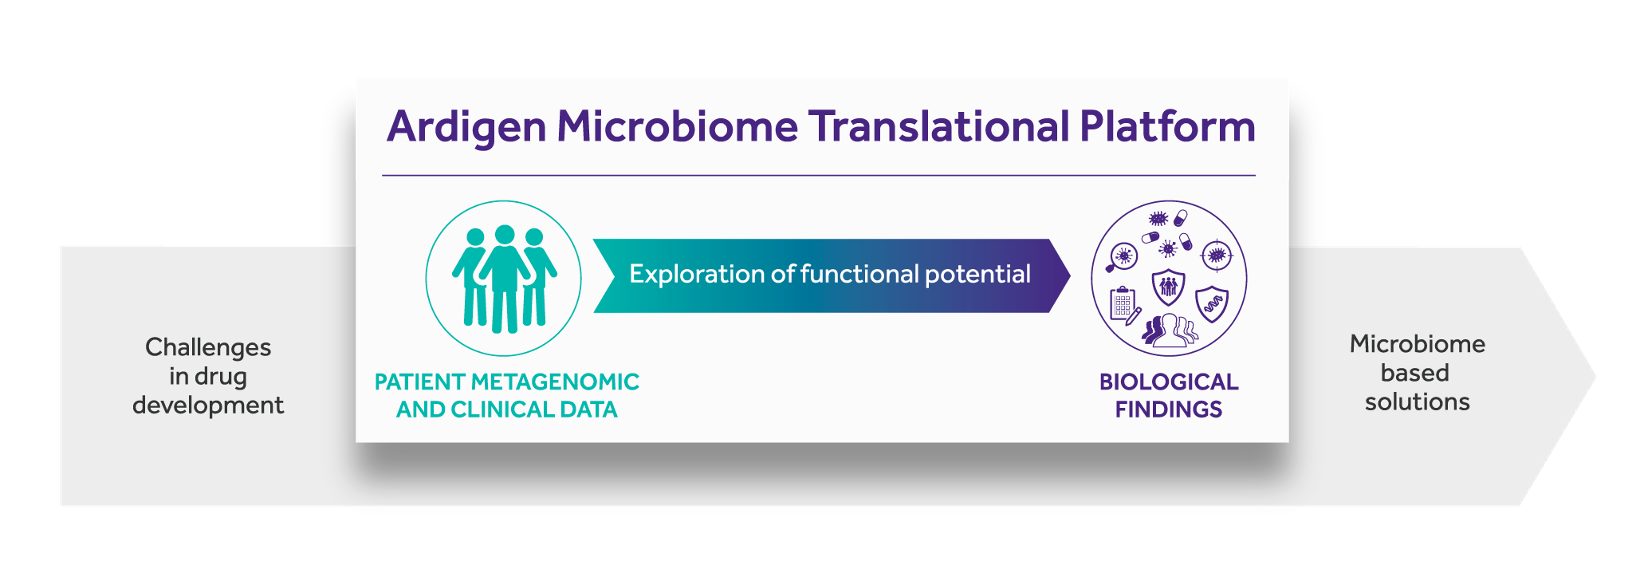 Ardigen Microbiome Translational Platform
Challenges
in drug
development
Exploration of functional potential
PATIENT METAGENOMIC
AND CLINICAL DATA
BIOLOGICAL
FINDINGS
Microbiome
based
solutions